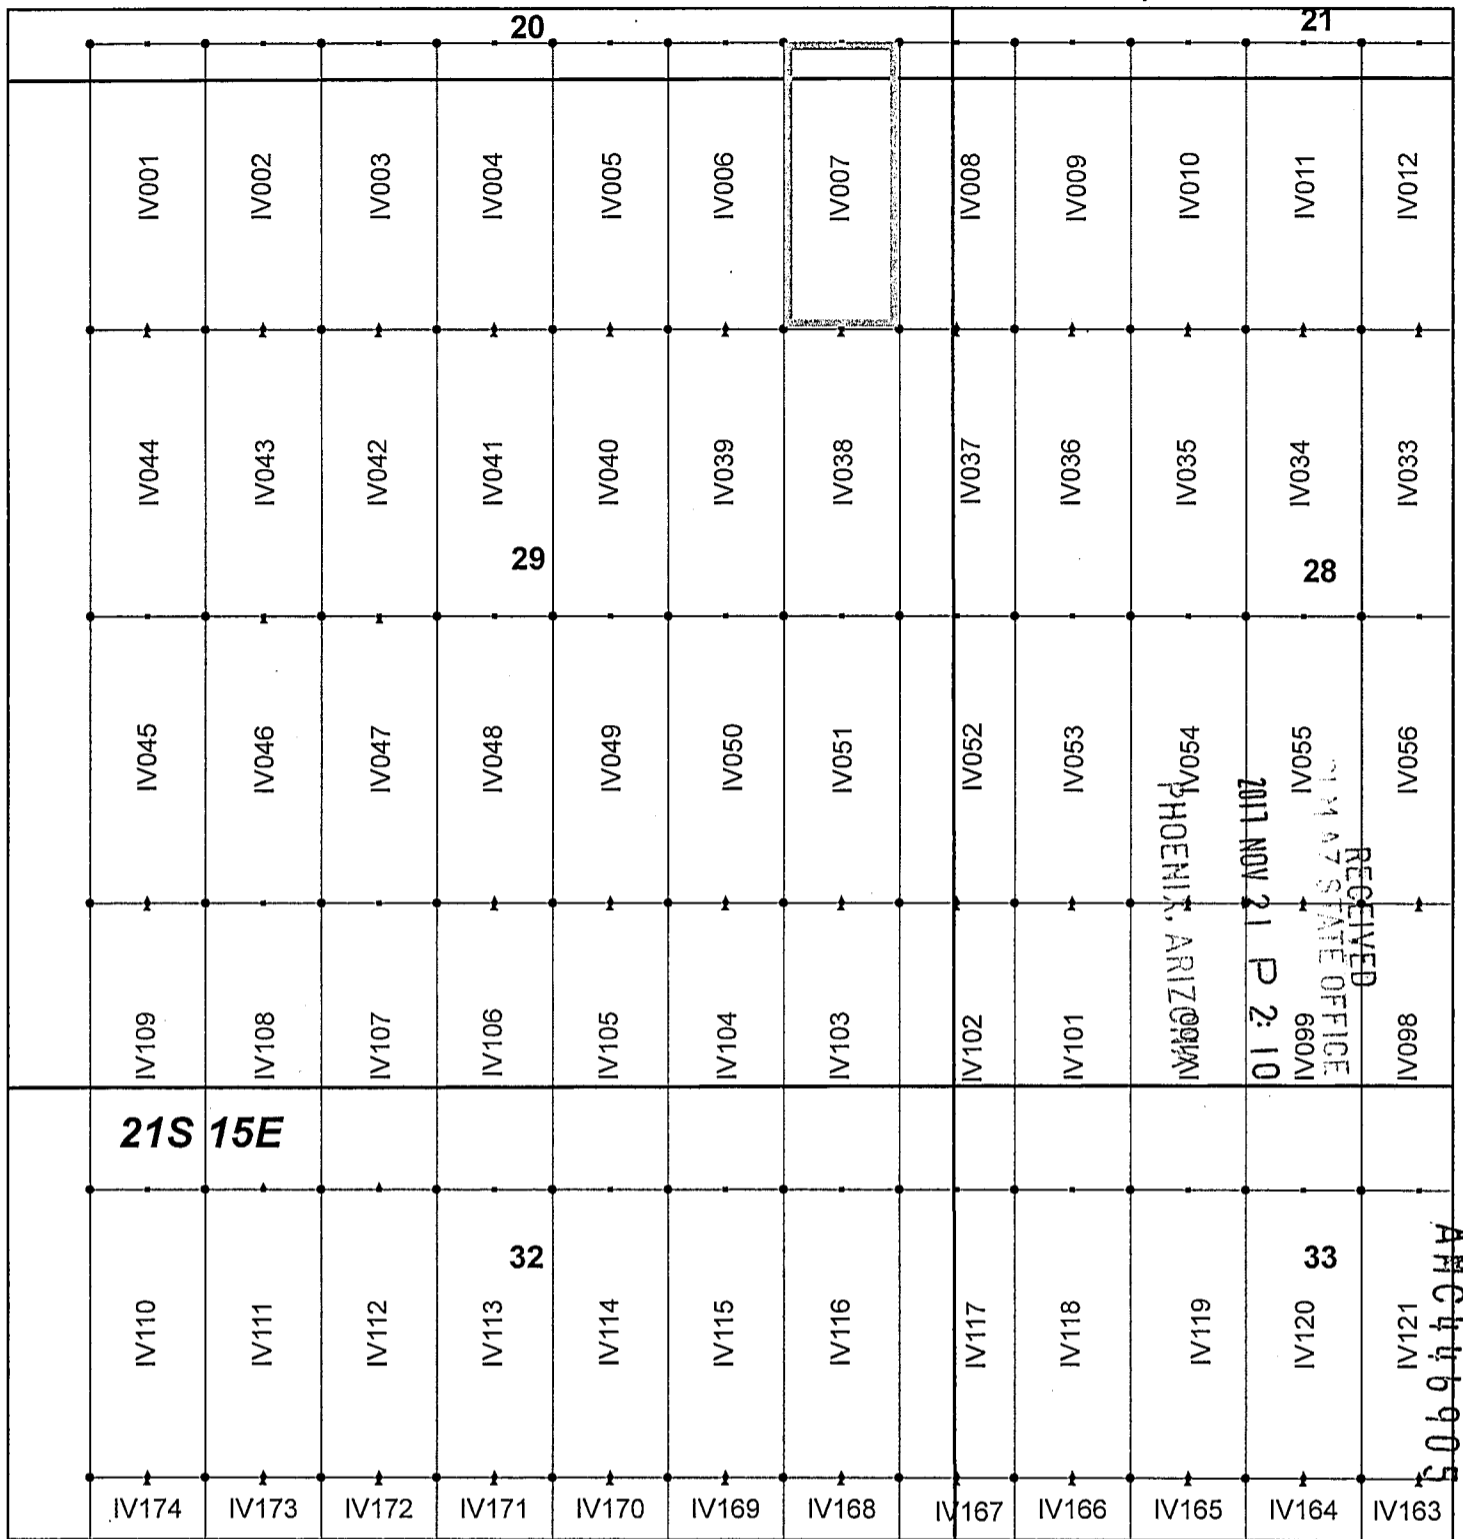 20 21
IV001 IV002 IV003 IV004 IV005 IV006 IV007 IV008 IV009 IV010 IV011 IV012
IV044 IV043 IV042 IV041 IV040 IV039 IV038 IV037 IV036 IV035 IV034 IV033
29 28
IV045 IV046 IV047 IV048 IV049 IV050 IV051 IV052 IV053 IV054 IV055 IV056
RECEIVED
AZ STATE OFFICE
2017 NOV 21 P 2:10
PHOENIX, ARIZONA
IV109 IV108 IV107 IV106 IV105 IV104 IV103 IV102 IV101 IV099 IV098
21S 15E
32 33
IV110 IV111 IV112 IV113 IV114 IV115 IV116 IV117 IV118 IV119 IV120 IV121
AMC446905
IV174 IV173 IV172 IV171 IV170 IV169 IV168 IV167 IV166 IV165 IV164 IV163